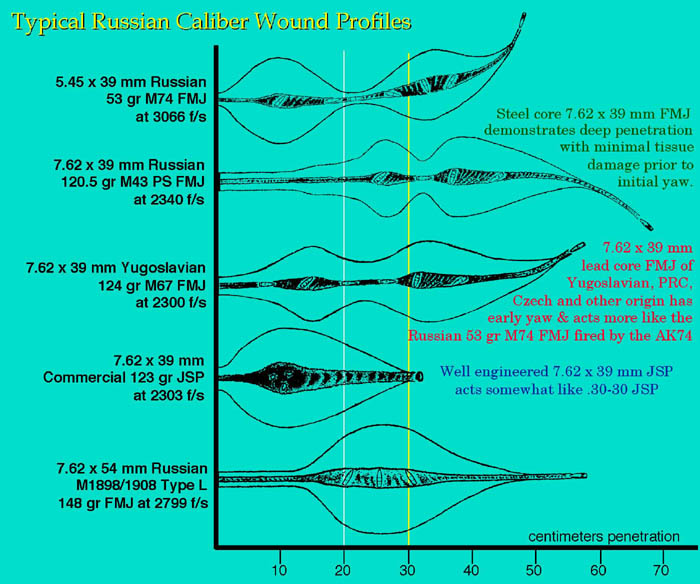 Typical Russian Caliber Wound Profiles
5.45 x 39 mm Russian
53 gr M74 FMJ
at 3066 f/s
Steel core 7.62 x 39 mm FMJ
demonstrates deep penetration
with minimal tissue
damage prior to
initial yaw.
7.62 x 39 mm Russian
120.5 gr M43 PS FMJ
at 2340 f/s
7.62 x 39 mm Yugoslavian
124 gr M67 FMJ
at 2300 f/s
7.62 x 39 mm
lead core FMJ of
Yugoslavian, PRC,
Czech and other origin has
early yaw & acts more like the
Russian 53 gr M74 FMJ fired by the AK74
7.62 x 39 mm
Commercial 123 gr JSP
at 2303 f/s
Well engineered 7.62 x 39 mm JSP
acts somewhat like .30-30 JSP
7.62 x 54 mm Russian
M1898/1908 Type L
148 gr FMJ at 2799 f/s
centimeters penetration
10 20 30 40 50 60 70